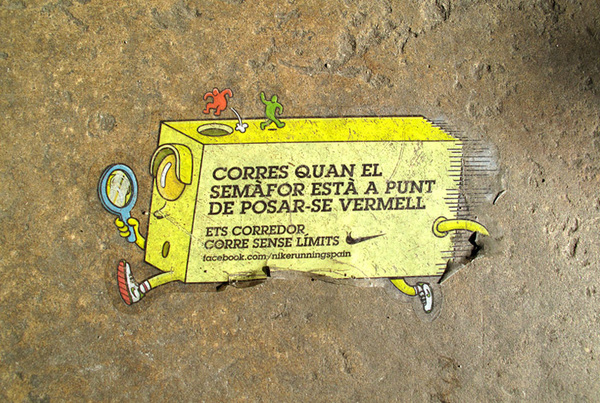 CORRES QUAN EL
SEMÀFOR ESTÀ A PUNT
DE POSAR-SE VERMELL
ETS CORREDOR,
CORRE SENSE LÍMITS
facebook.com/nikerunningspain